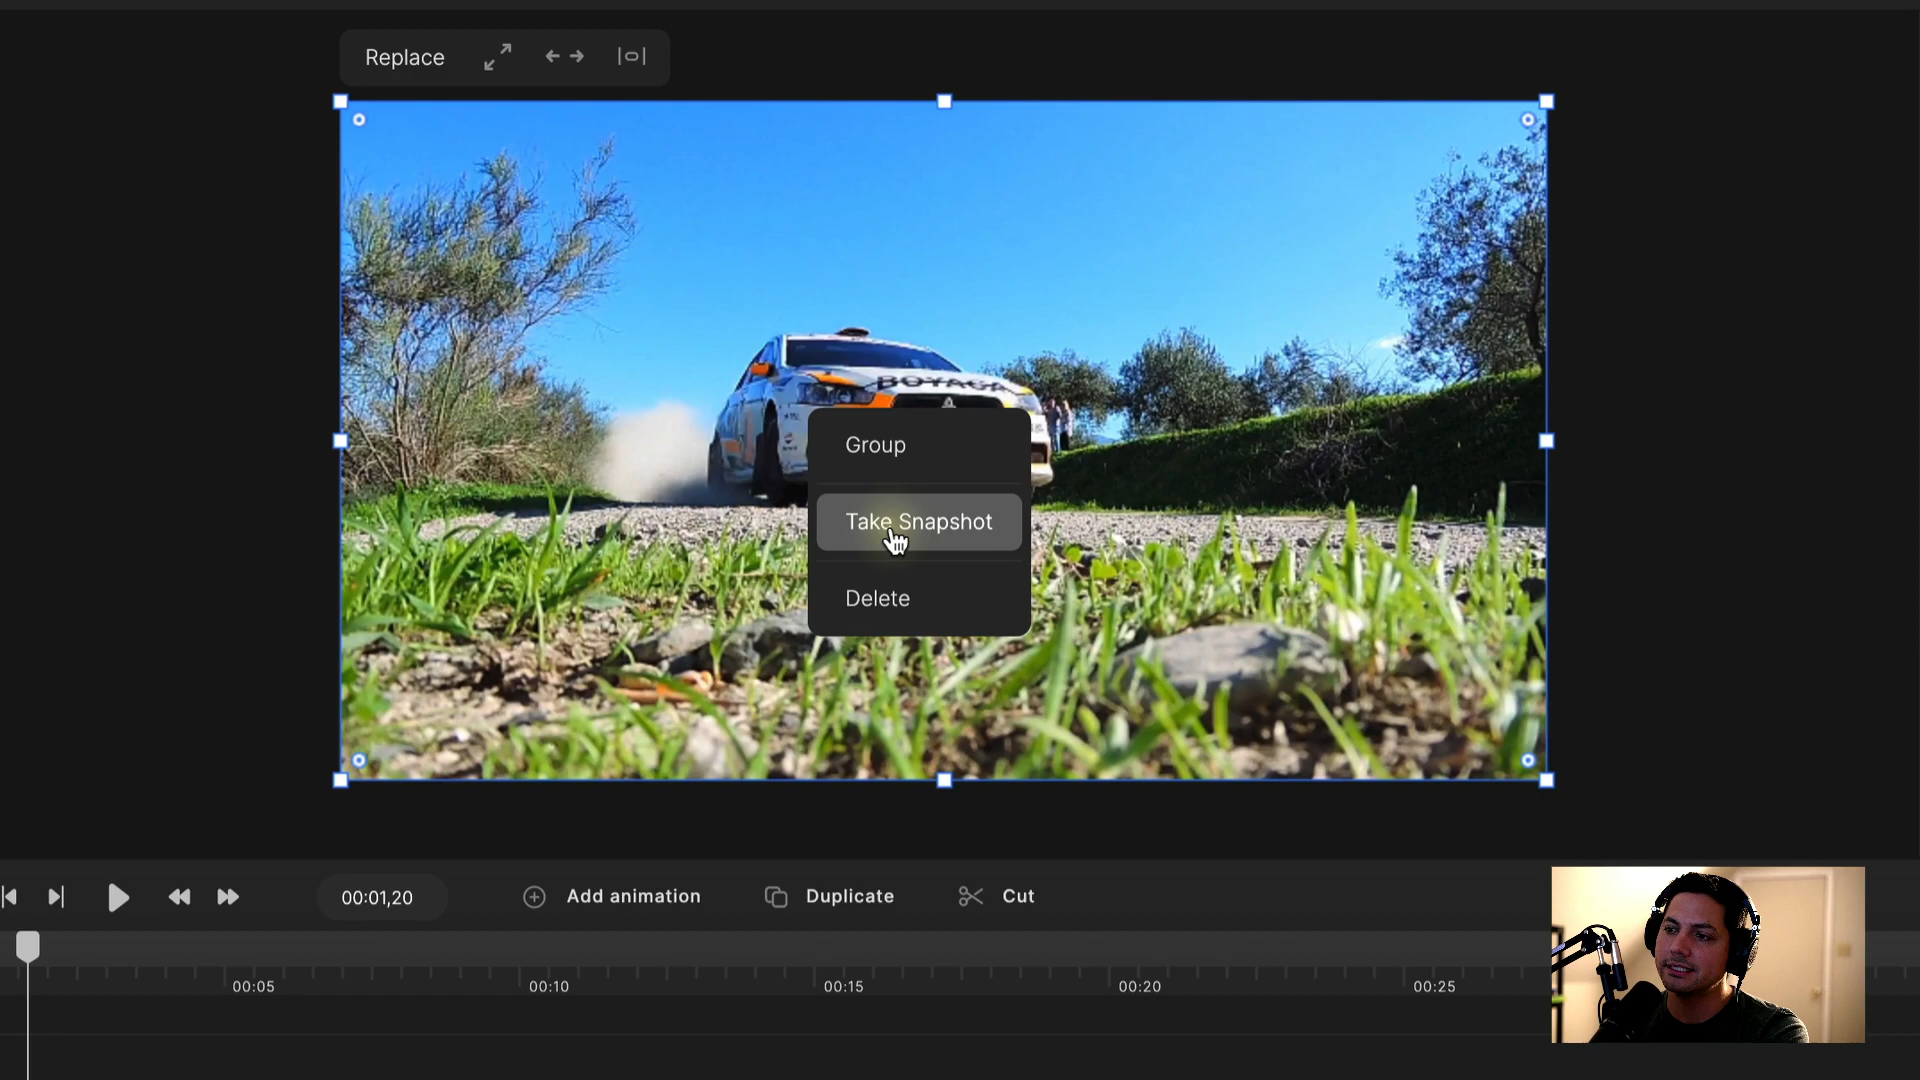 Replace
BOYACA
Group
Take Snapshot
Delete
00:01,20
Add animation
Duplicate
Cut
00:05
00:10
00:15
00:20
00:25